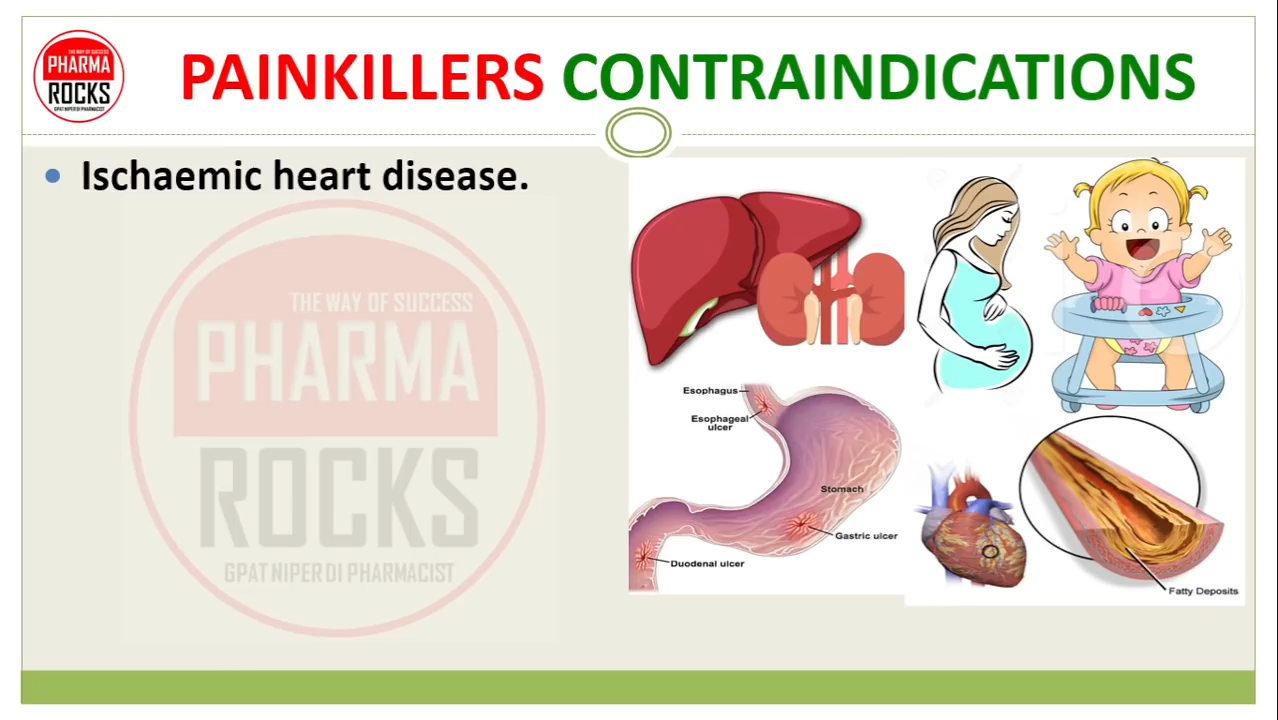 THE WAY OF SUCCESS
PHARMA
ROCKS
GPAT NIPER DI PHARMACIST
PAINKILLERS CONTRAINDICATIONS
• Ischaemic heart disease.
THE WAY OF SUCCESS
PHARMA
ROCKS
GPAT NIPER DI PHARMACIST
Esophagus
Esophageal
ulcer
Stomach
Gastric ulcer
Duodenal ulcer
Fatty Deposits